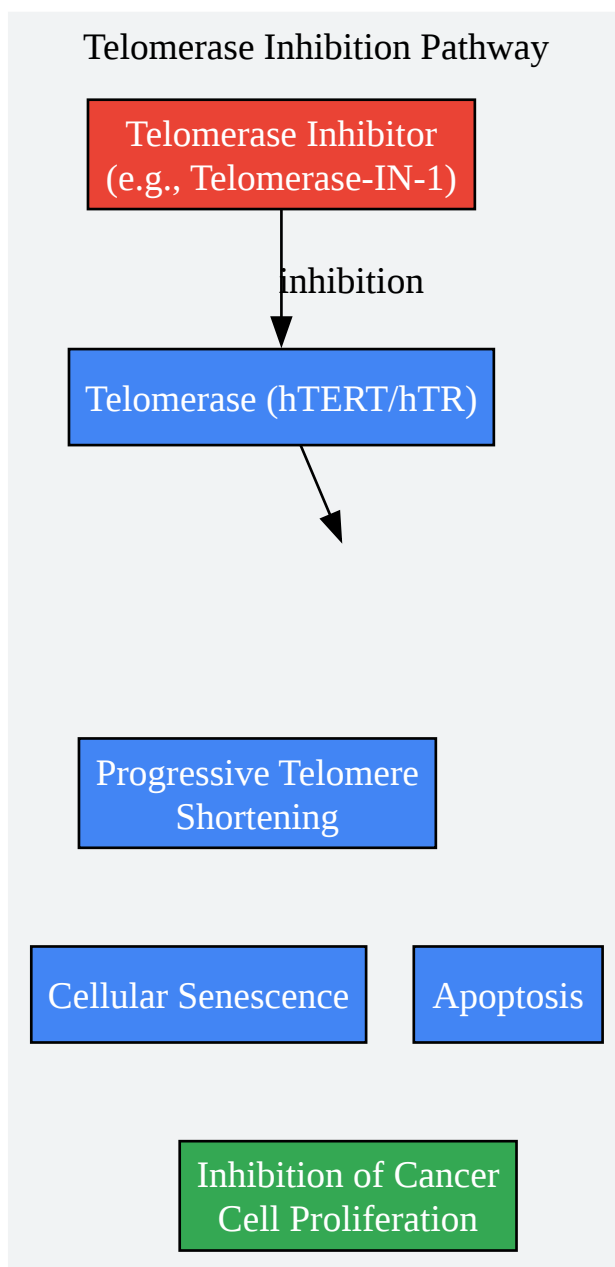 Telomerase Inhibition Pathway
Telomerase Inhibitor
(e.g., Telomerase-IN-1)
inhibition
Telomerase (hTERT/hTR)
Progressive Telomere
Shortening
Cellular Senescence
Apoptosis
Inhibition of Cancer
Cell Proliferation